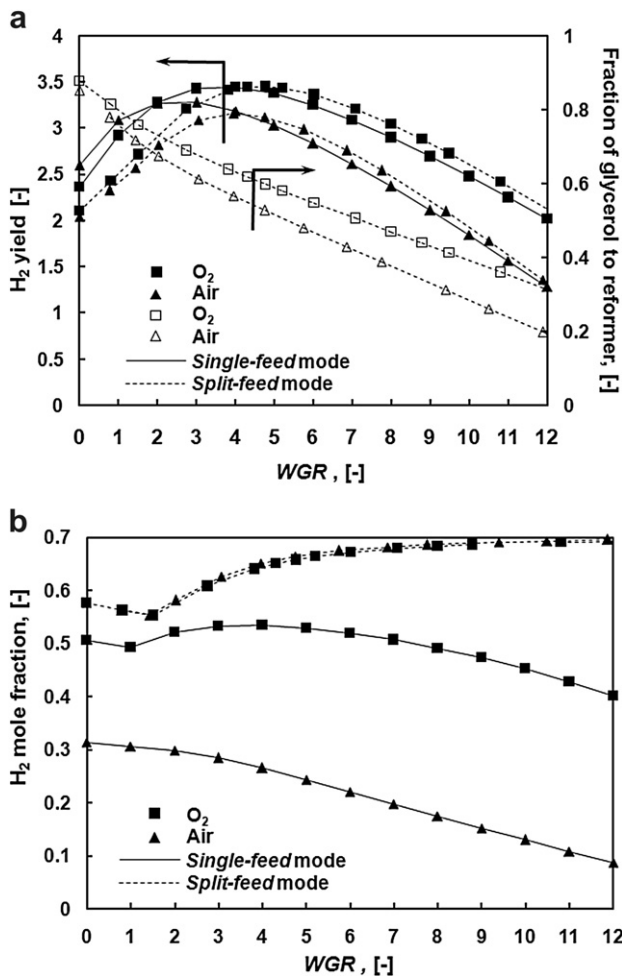 a
H2 yield [-]
4
3.5
3
2.5
2
1.5
1
0.5
0
1
0.8
0.6
0.4
0.2
0
Fraction of glycerol to reformer, [-]
O2
Air
O2
Air
Single-feed mode
Split-feed mode
0 1 2 3 4 5 6 7 8 9 10 11 12
WGR , [-]
b
H2 mole fraction, [-]
0.7
0.6
0.5
0.4
0.3
0.2
0.1
0
O2
Air
Single-feed mode
Split-feed mode
0 1 2 3 4 5 6 7 8 9 10 11 12
WGR , [-]